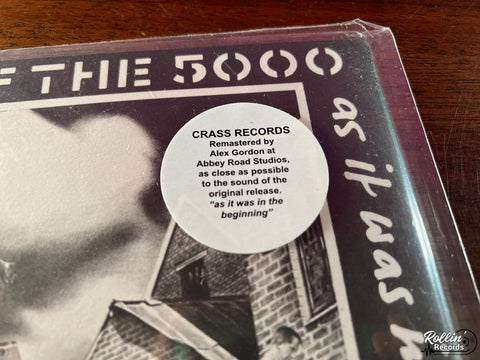 F THE 5000
as it was
CRASS RECORDS
Remastered by
Alex Gordon at
Abbey Road Studios,
as close as possible
to the sound of the
original release.
"as it was in the
beginning"
Rollin'
Records